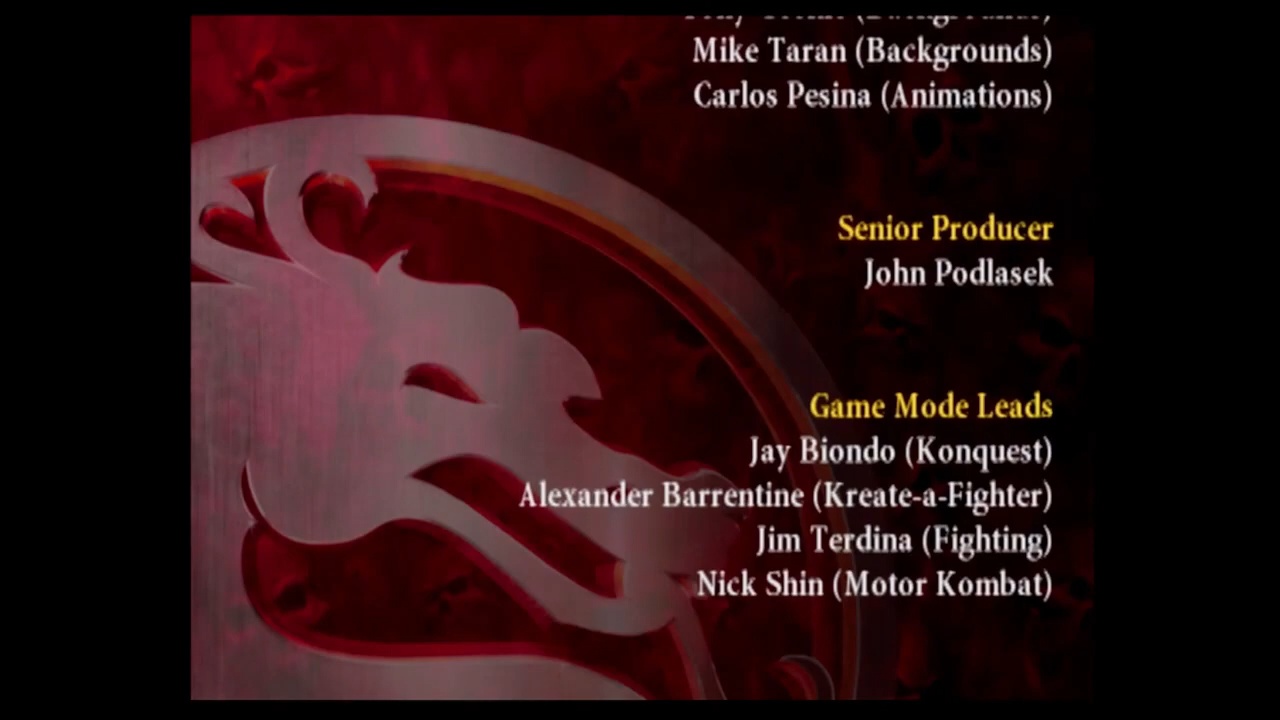 Mike Taran (Backgrounds)
Carlos Pesina (Animations)
Senior Producer
John Podlasek
Game Mode Leads
Jay Biondo (Konquest)
Alexander Barrentine (Kreate-a-Fighter)
Jim Terdina (Fighting)
Nick Shin (Motor Kombat)